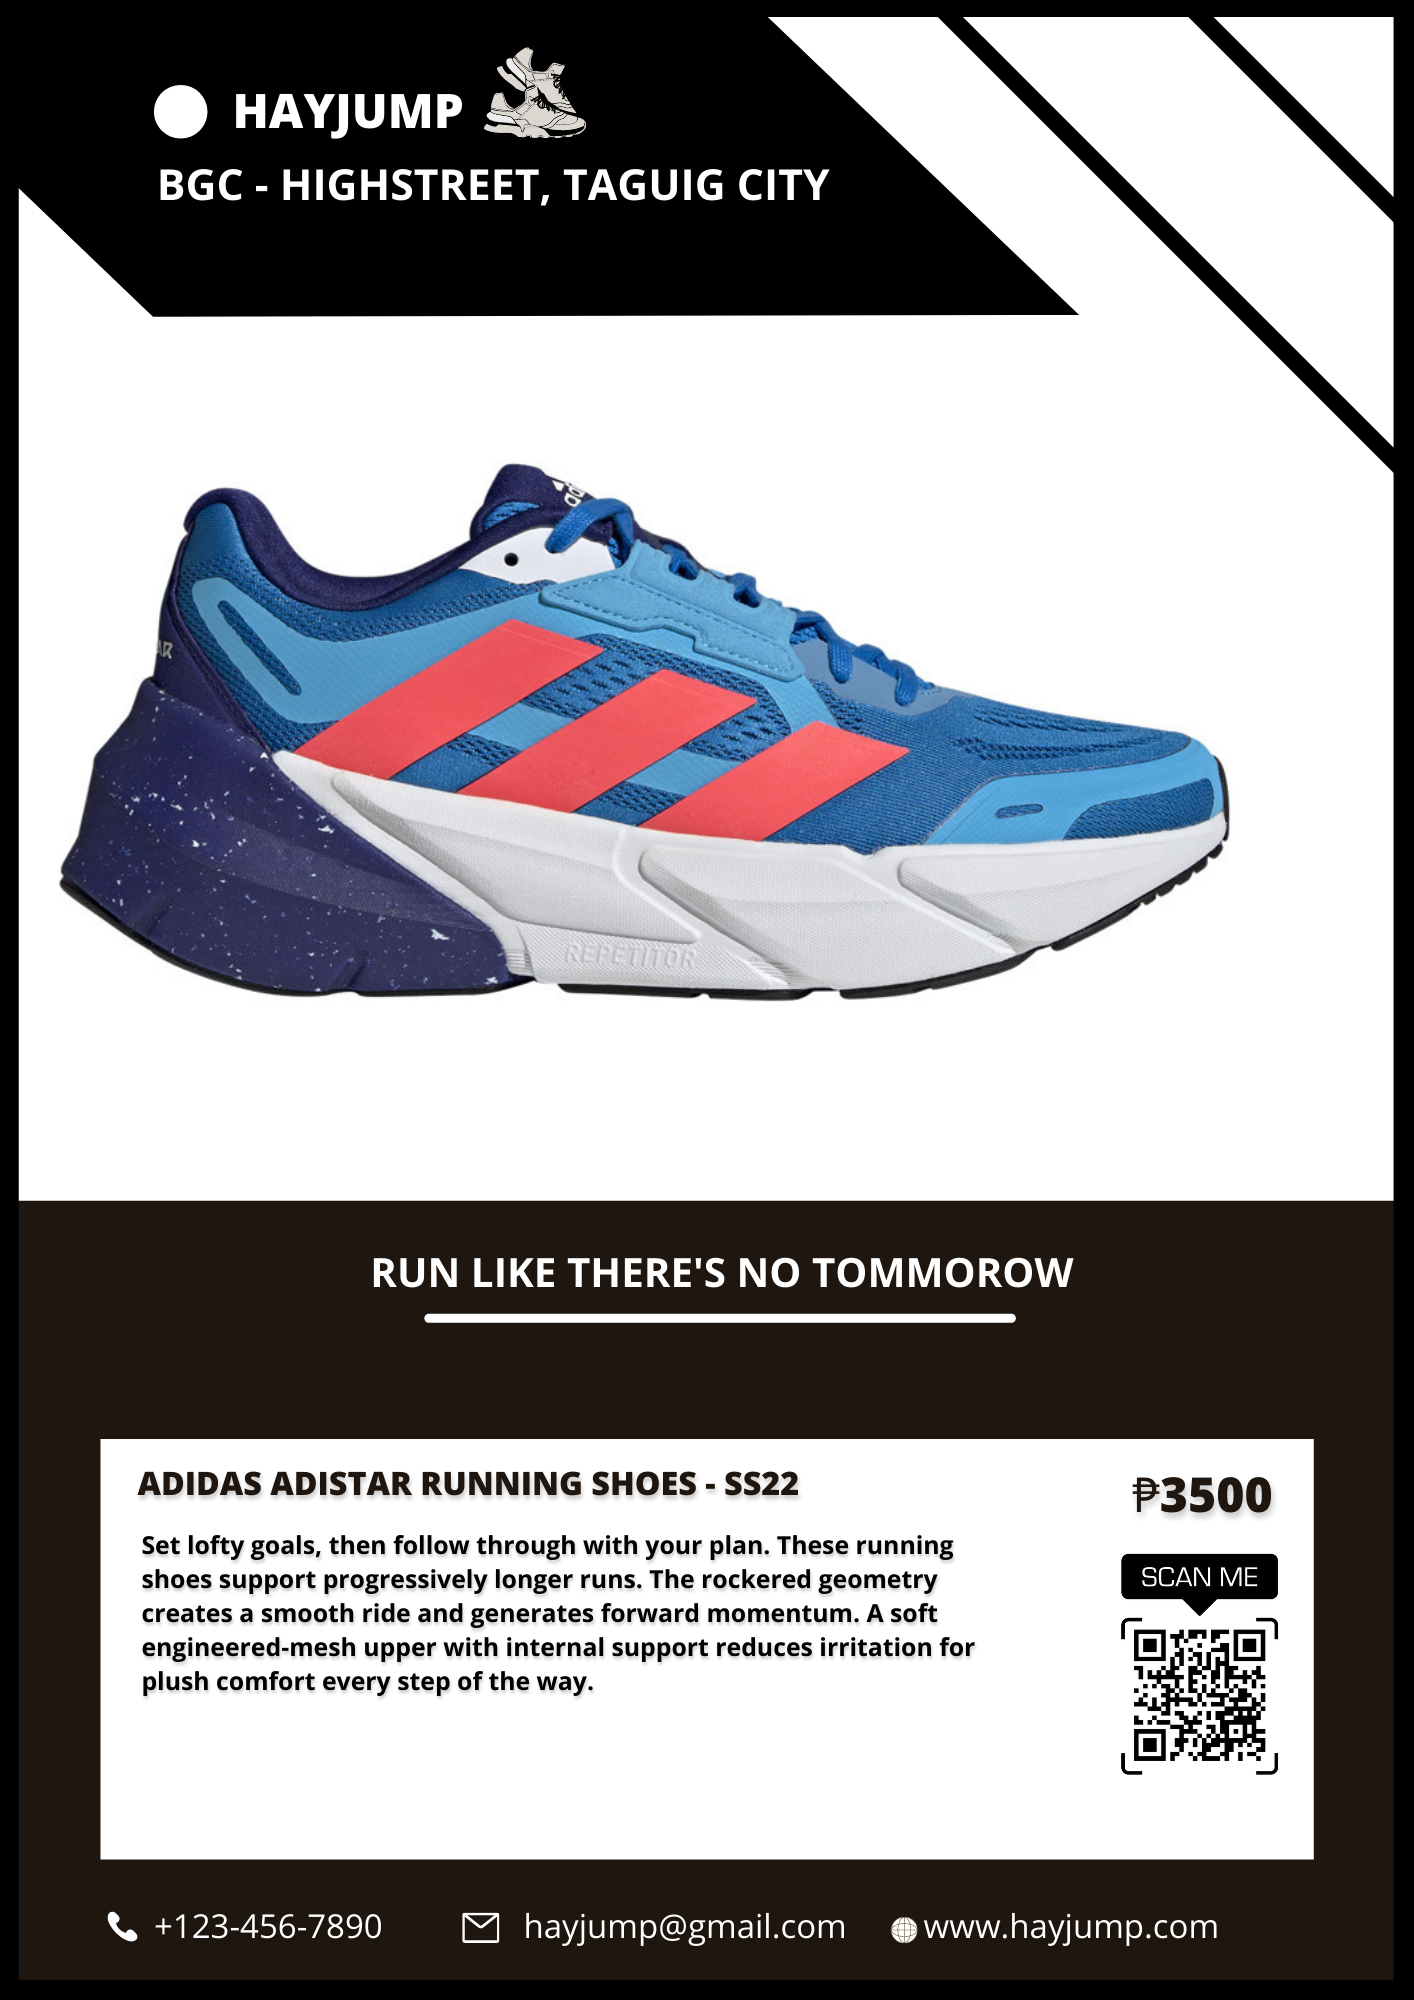 HAYJUMP
BGC - HIGHSTREET, TAGUIG CITY
REPETITOR
RUN LIKE THERE'S NO TOMMOROW
ADIDAS ADISTAR RUNNING SHOES - SS22
₱3500
Set lofty goals, then follow through with your plan. These running
shoes support progressively longer runs. The rockered geometry
creates a smooth ride and generates forward momentum. A soft
engineered-mesh upper with internal support reduces irritation for
plush comfort every step of the way.
SCAN ME
+123-456-7890
hayjump@gmail.com
www.hayjump.com